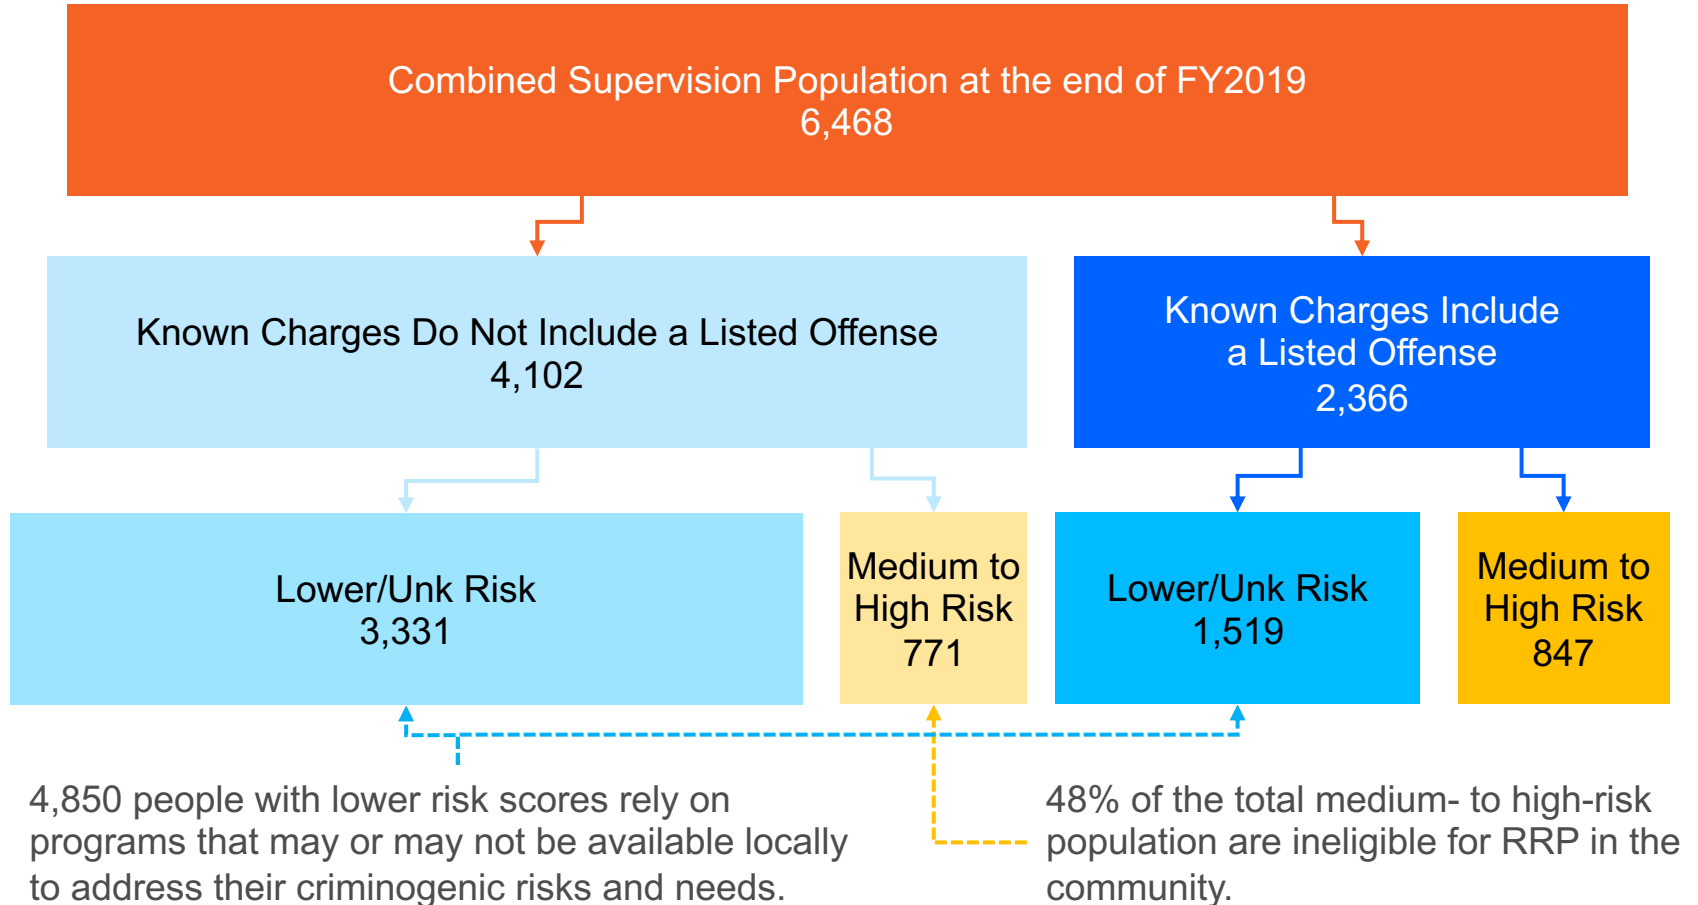 Combined Supervision Population at the end of FY2019
6,468
Known Charges Do Not Include a Listed Offense
4,102
Known Charges Include
a Listed Offense
2,366
Lower/Unk Risk
3,331
Medium to
High Risk
771
Lower/Unk Risk
1,519
Medium to
High Risk
847
4,850 people with lower risk scores rely on
programs that may or may not be available locally
to address their criminogenic risks and needs.
48% of the total medium- to high-risk
population are ineligible for RRP in the
community.